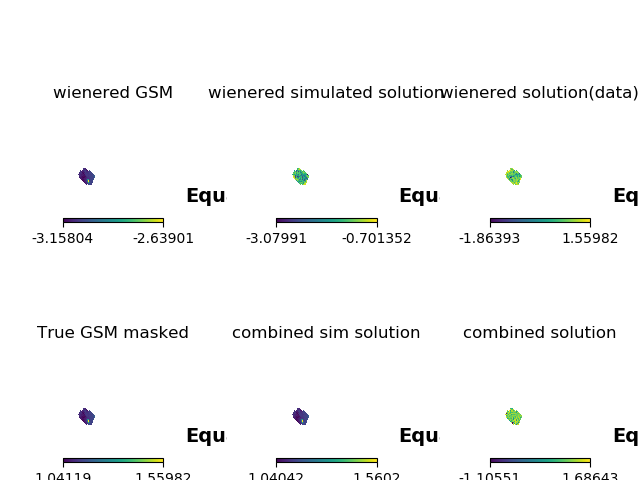 wienered GSM
wienered simulated solution
wienered solution(data)
Equ
Equ
Eq
-3.15804 -2.63901
-3.07991 -0.701352
-1.86393 1.55982
True GSM masked
combined sim solution
combined solution
Equ
Equ
Eq
1.04119 1.55982
1.04042 1.5602
-1.10551 1.68643